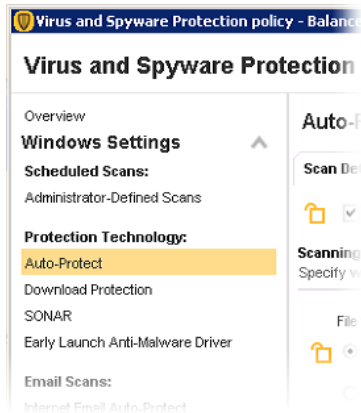 Virus and Spyware Protection policy - Balance
Virus and Spyware Protection
Overview
Windows Settings
Scheduled Scans:
Administrator-Defined Scans
Protection Technology:
Auto-Protect
Download Protection
SONAR
Early Launch Anti-Malware Driver
Email Scans:
Internet Email Auto-Protect
Auto-
Scan De
Scanning
Specify
File